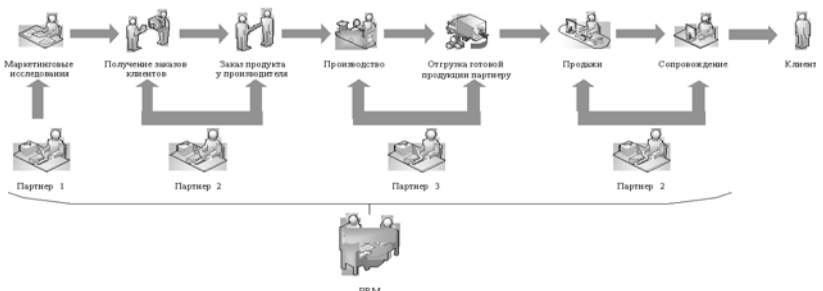 Маркетинговые
исследования
Получение заказов
клиентов
Заказ продукта
у производителя
Производство
Отгрузка готовой
продукции партнеру
Продажи
Сопровождение
Клиент
Партнер 1
Партнер 2
Партнер 3
Партнер 2